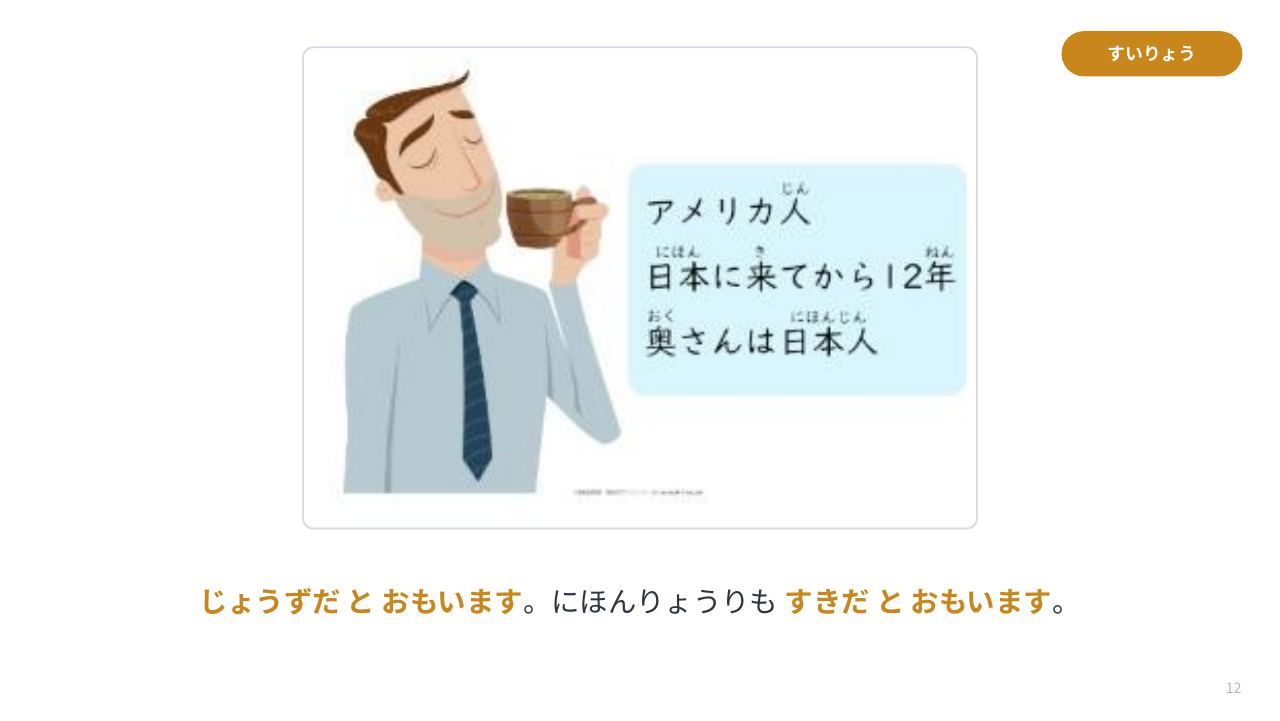 すいりょう
アメリカ人
じん
日本に来てから12年
にほん き ねん
奥さんは日本人
おく にほんじん
じょうずだ と おもいます。にほんりょうりも すきだ と おもいます。
12